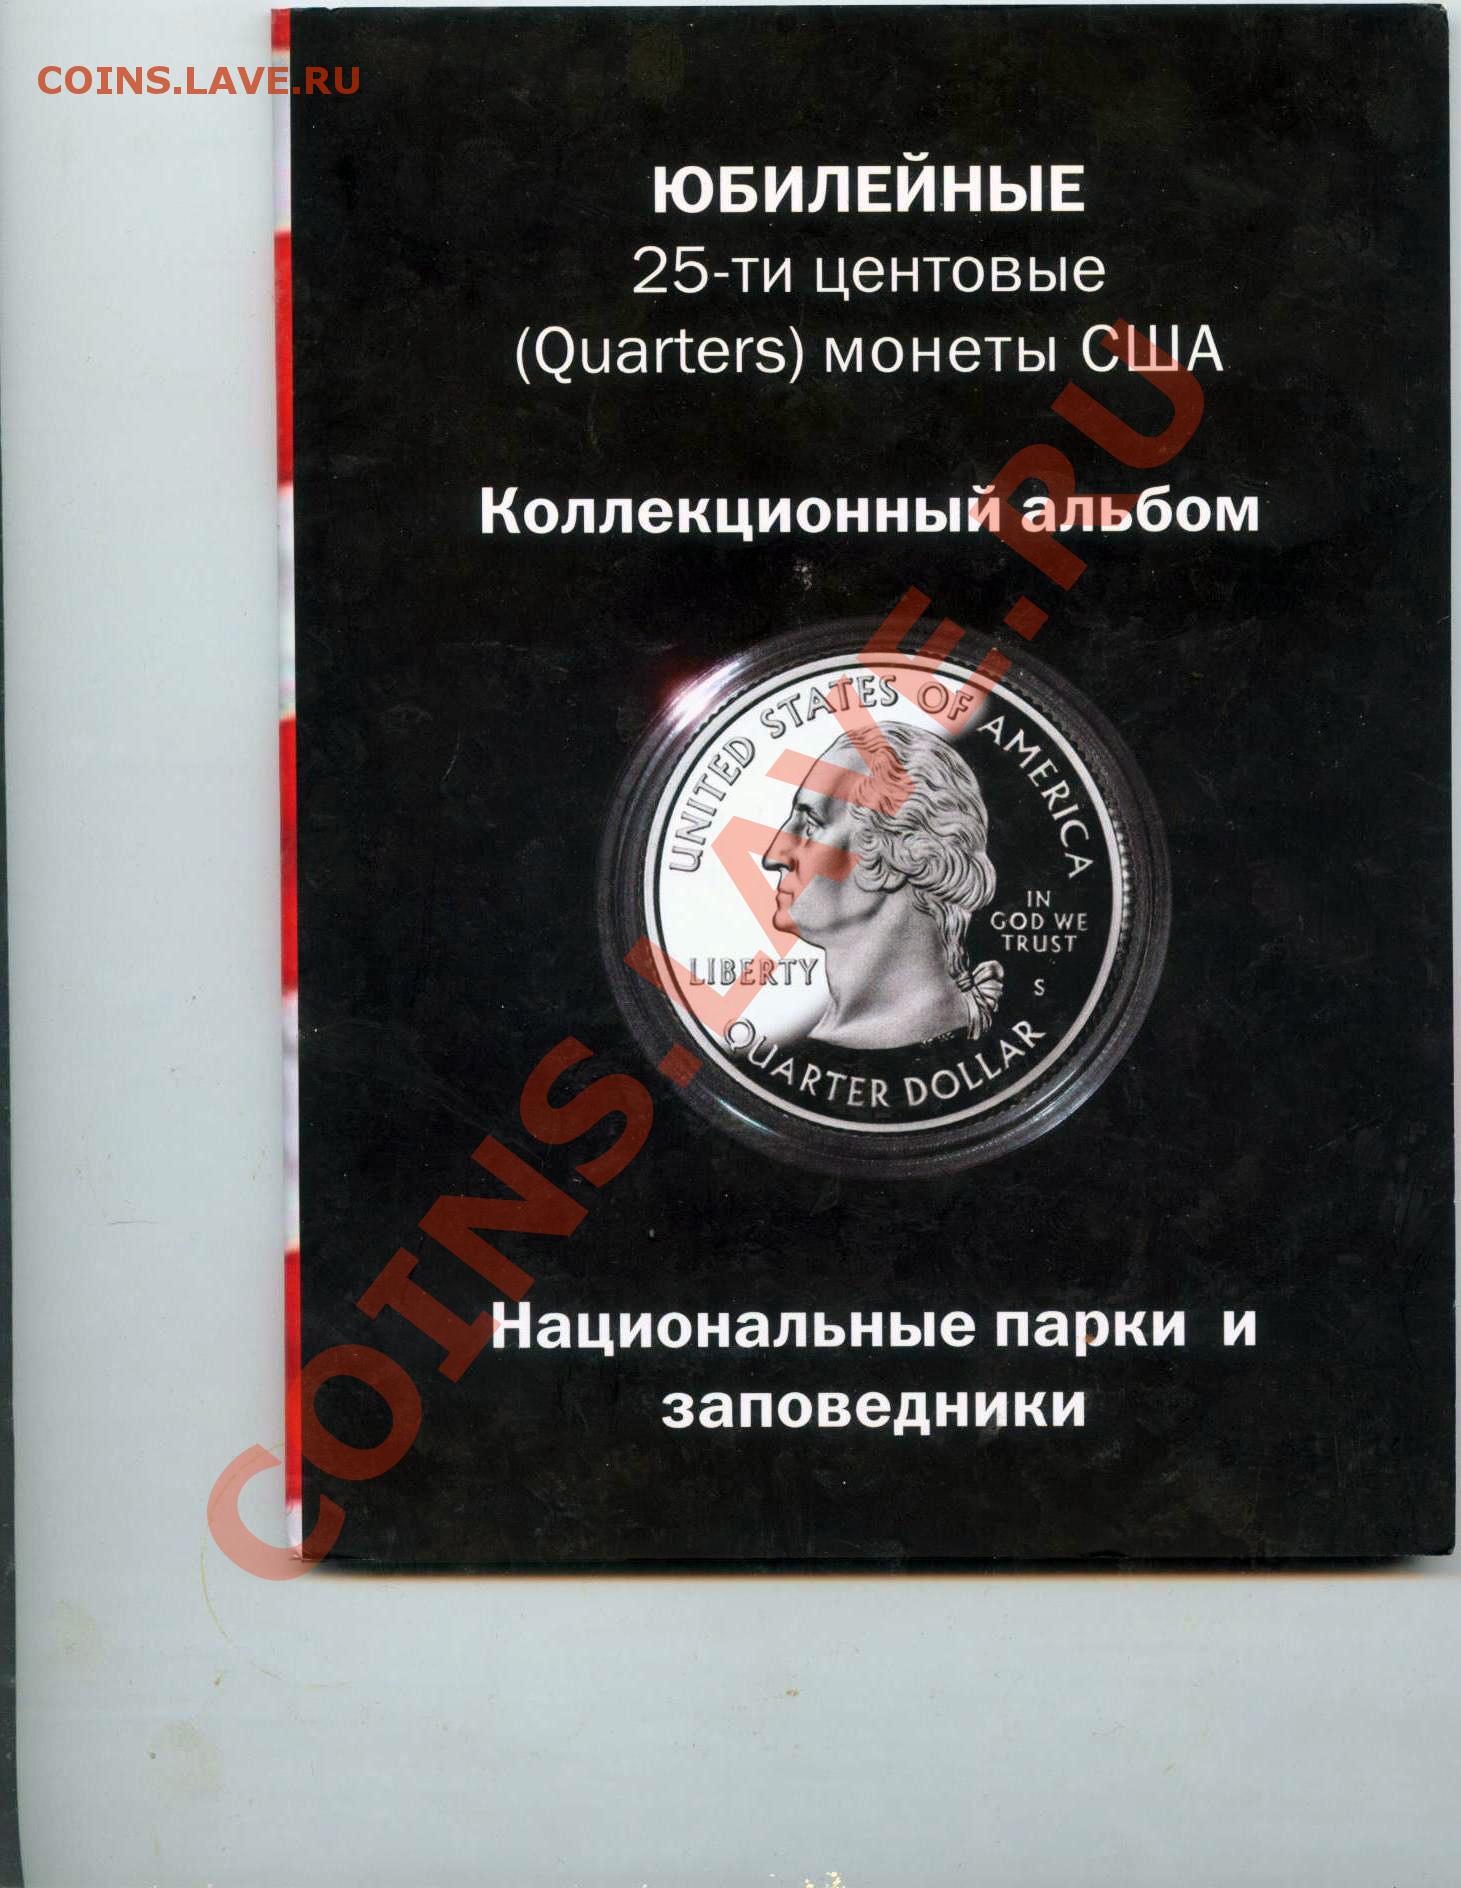 COINS.LAVE.RU
ЮБИЛЕЙНЫЕ
25-ти центовые
(Quarters) монеты США
Коллекционный альбом
UNITED STATES OF AMERICA
IN
GOD WE
TRUST
LIBERTY
S
QUARTER DOLLAR
Национальные парки и
заповедники
COINS.LAVE.RU